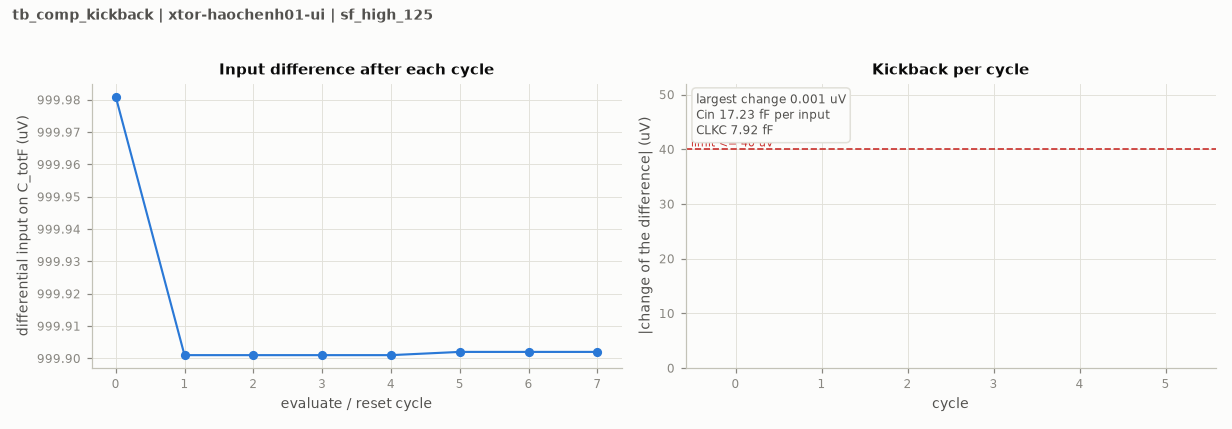 tb_comp_kickback | xtor-haochenh01-ui | sf_high_125
Input difference after each cycle
differential input on C_totF (uV)
999.98
999.97
999.96
999.95
999.94
999.93
999.92
999.91
999.90
0 1 2 3 4 5 6 7
evaluate / reset cycle
Kickback per cycle
|change of the difference| (uV)
50
40
30
20
10
0
largest change 0.001 uV
Cin 17.23 fF per input
CLKC 7.92 fF
limit <= 40 uV
0 1 2 3 4 5
cycle